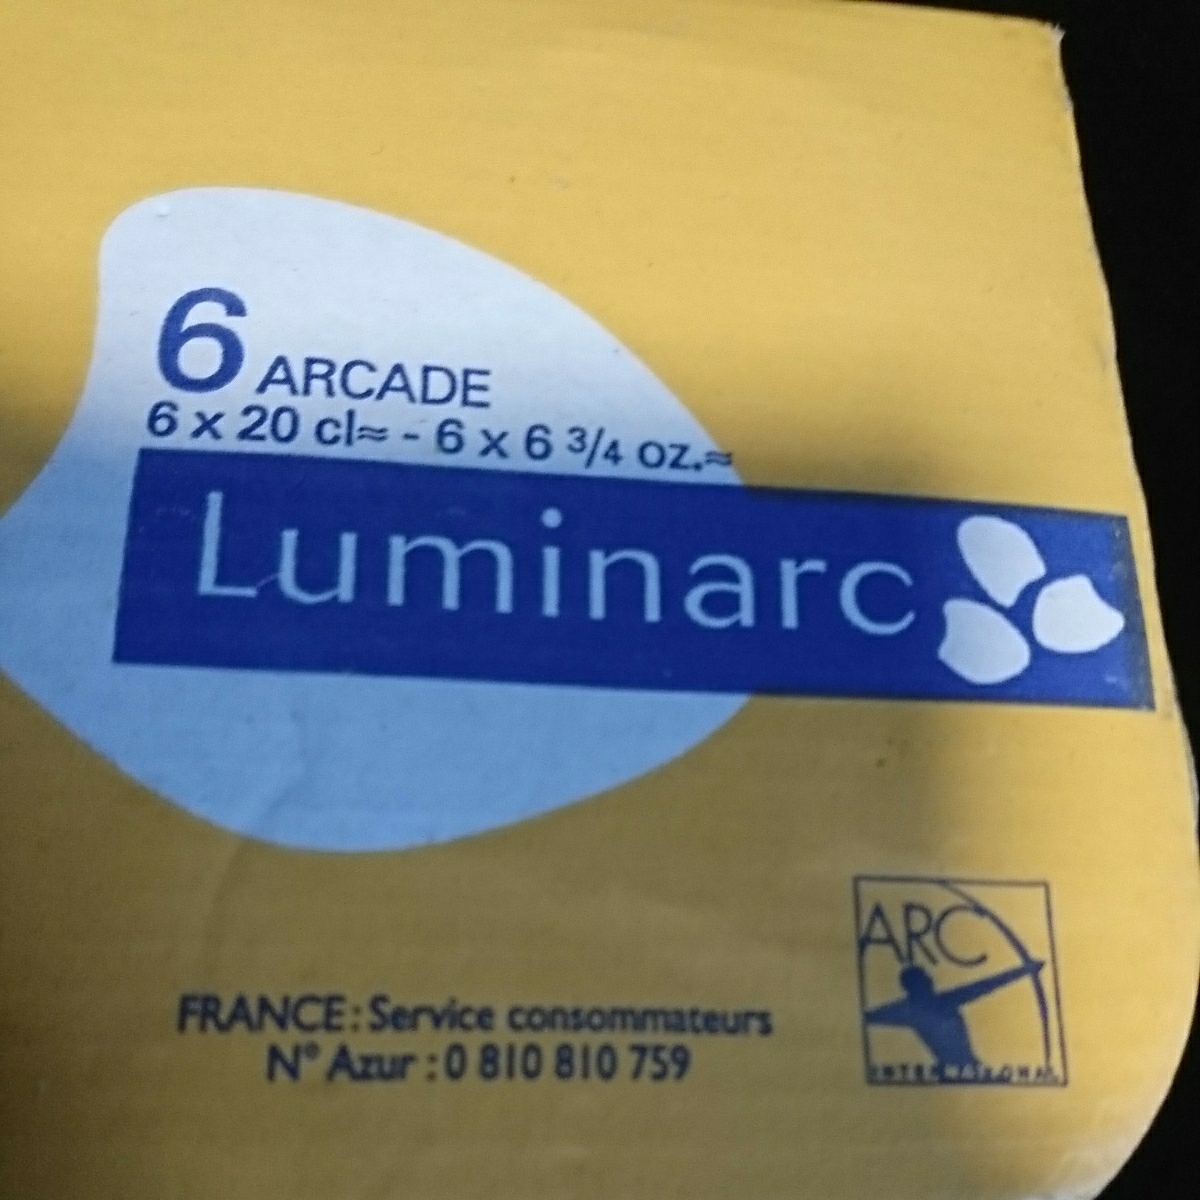 6 ARCADE
6 x 20 cl≈ - 6 x 6 3/4 oz.≈
Luminarc
ARC
INTERNATIONAL
FRANCE : Service consommateurs
N° Azur : 0 810 810 759